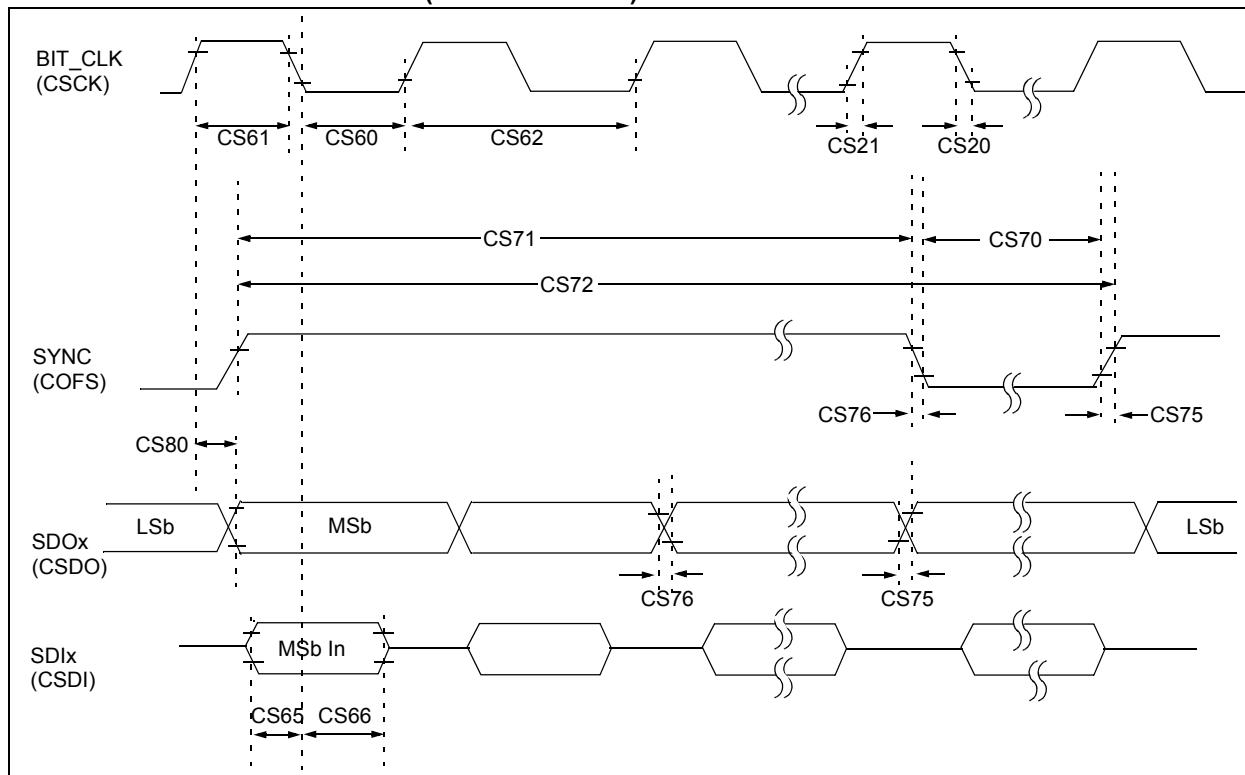 BIT_CLK
(CSCK)
CS61
CS60
CS62
CS21
CS20
CS71
CS70
CS72
SYNC
(COFS)
CS76
CS75
CS80
LSb
MSb
LSb
SDOx
(CSDO)
CS76
CS75
MSb In
SDIx
(CSDI)
CS65
CS66